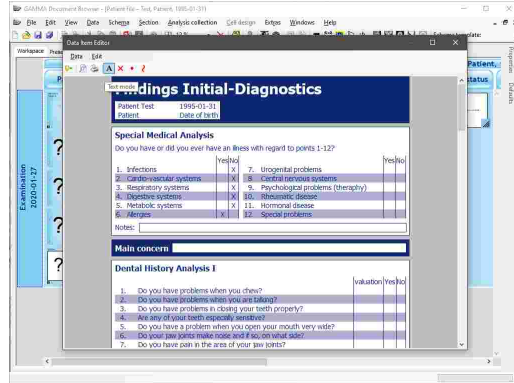 GAMMA Document Browser - [Patient file - Test, Patient, 1995-01-31]
File Edit View Data Schema Section Analysis collection Cell design Extras Windows Help
Workspace
Data Item Editor
Data Edit
Text mode
Findings Initial-Diagnostics
Patient Test 1995-01-31
Patient Date of birth
Special Medical Analysis
Do you have or did you ever have an illness with regard to points 1-12?
Yes No Yes No
1. Infections X 7. Urogenital problems
2. Cardio-vascular systems X 8 Central nervous systems
3. Respiratory systems X 9. Psychological problems (theraphy)
4. Digestive systems X 10. Rheumatic disease
5. Metabolic systems X 11. Hormonal disease
6. Allergies X 12 Special problems
Notes:
Main concern
Dental History Analysis I
valuation Yes No
1. Do you have problems when you chew?
2. Do you have problems when you are talking?
3. Do you have problems in closing your teeth properly?
4. Are any of your teeth especially sensitive?
5. Do you have a problem when you open your mouth very wide?
6. Do your jaw joints make noise and if so, on what side?
7. Do you have pain in the area of your jaw joints?
Examination
2020-01-27
?
?
?
?
Patient,
status
Properties
Defaults
template: